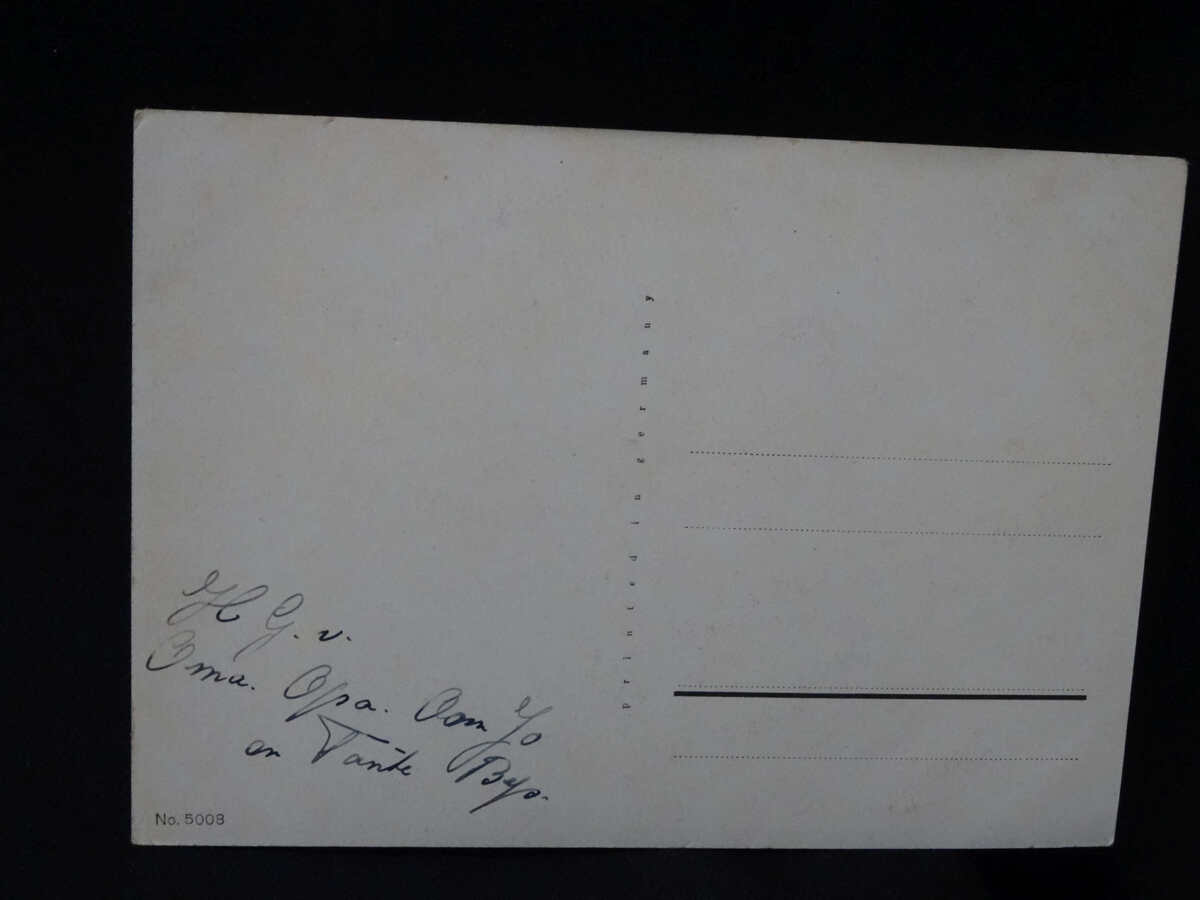 H G. v.
Oma. Opa. Oom Jo
en Tante Bep.
No. 5008
printed in germany